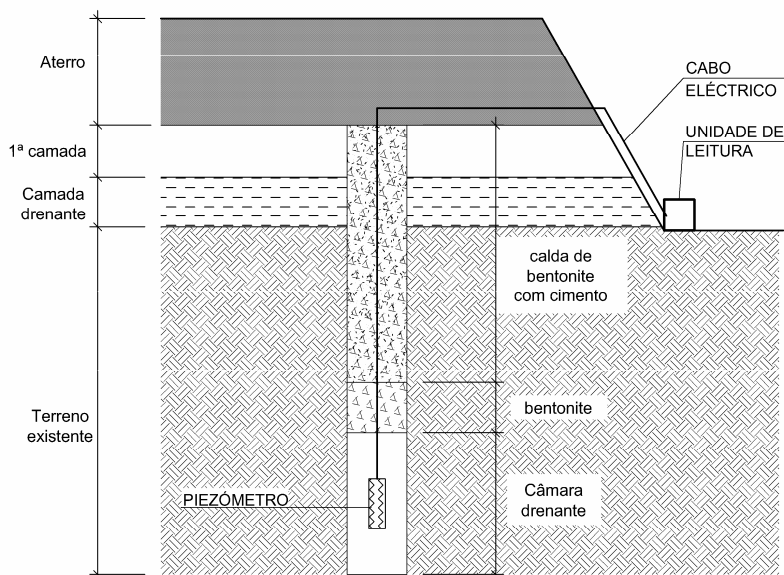 Aterro
1ª camada
Camada
drenante
Terreno
existente
CABO
ELÉCTRICO
UNIDADE DE
LEITURA
calda de
bentonite
com cimento
bentonite
Câmara
drenante
PIEZÓMETRO